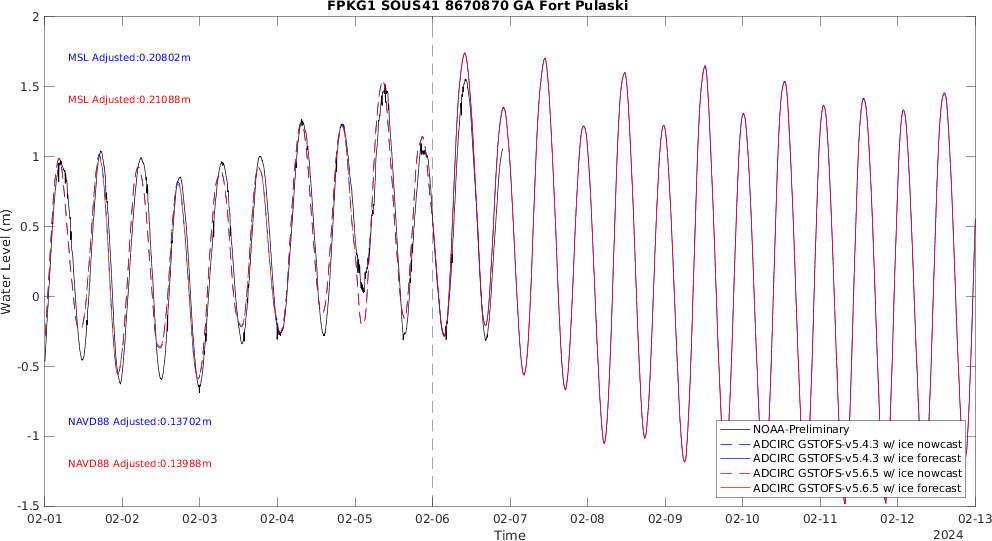 FPKG1 SOUS41 8670870 GA Fort Pulaski
2
1.5
1
0.5
0
-0.5
-1
-1.5
Water Level (m)
MSL Adjusted:0.20802m
MSL Adjusted:0.21088m
NAVD88 Adjusted:0.13702m
NAVD88 Adjusted:0.13988m
NOAA-Preliminary
ADCIRC GSTOFS-v5.4.3 w/ ice nowcast
ADCIRC GSTOFS-v5.4.3 w/ ice forecast
ADCIRC GSTOFS-v5.6.5 w/ ice nowcast
ADCIRC GSTOFS-v5.6.5 w/ ice forecast
02-01 02-02 02-03 02-04 02-05 02-06 02-07 02-08 02-09 02-10 02-11 02-12 02-13
Time
2024